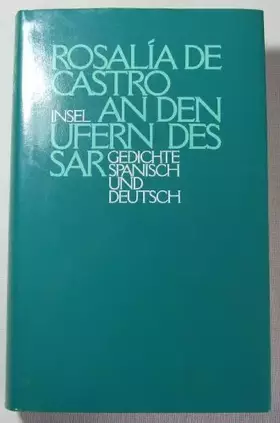 ROSALÍA DE
CASTRO
INSEL AN DEN
UFERN DES
SAR GEDICHTE
SPANISCH
UND
DEUTSCH